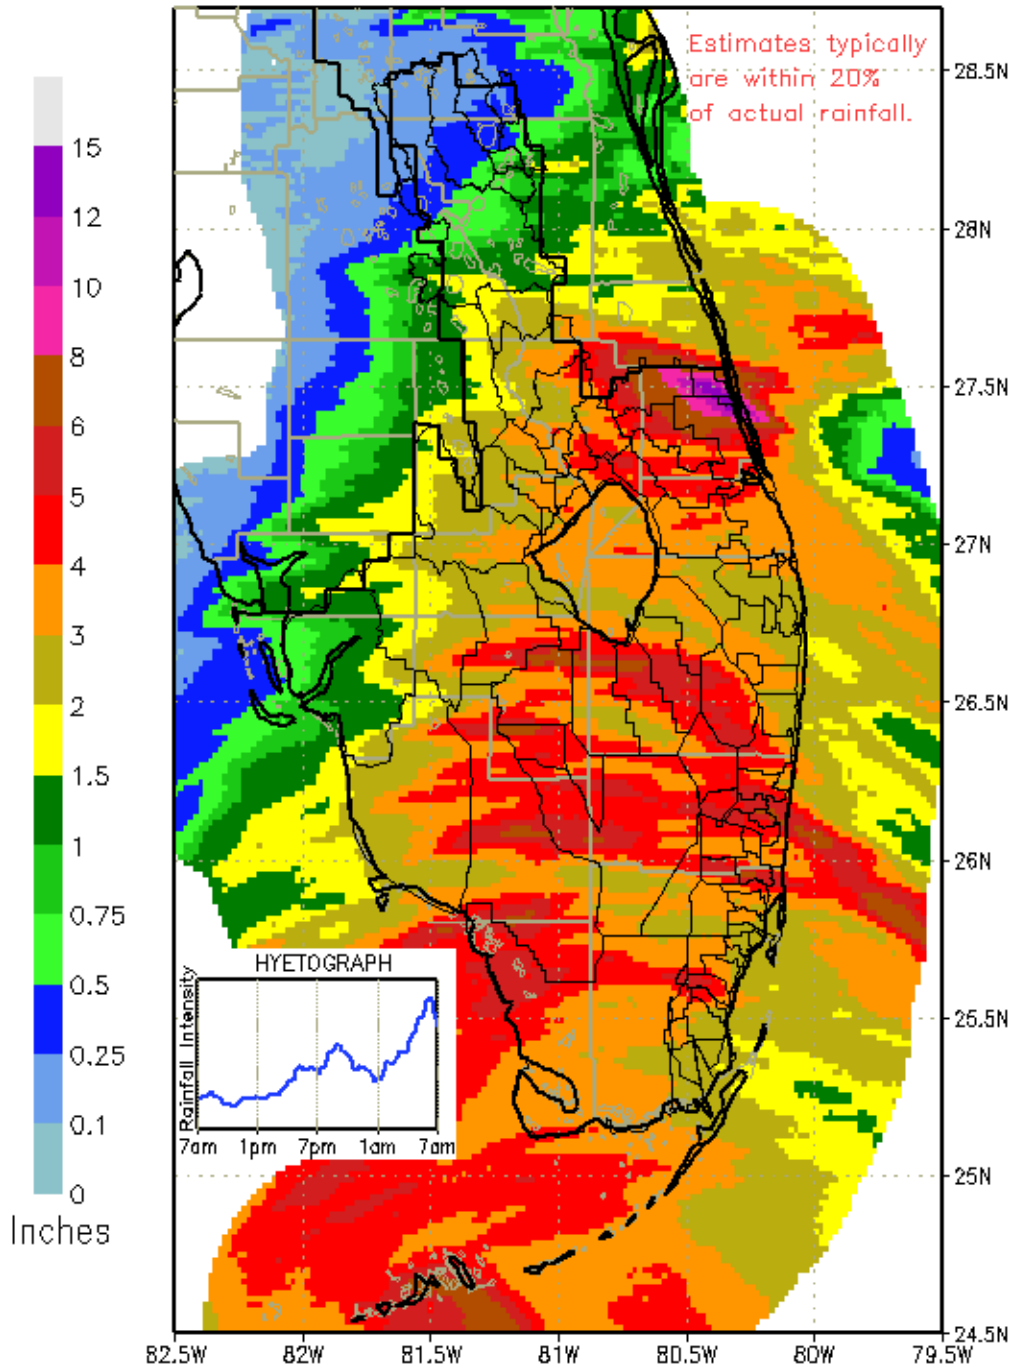 Estimates typically
are within 20%
of actual rainfall.
15
12
10
8
6
5
4
3
2
1.5
1
0.75
0.5
0.25
0.1
0
Inches
28.5N
28N
27.5N
27N
26.5N
26N
25.5N
25N
24.5N
HYETOGRAPH
Rainfall Intensity
7am 1pm 7pm 1am 7am
82.5W 82W 81.5W 81W 80.5W 80W 79.5W